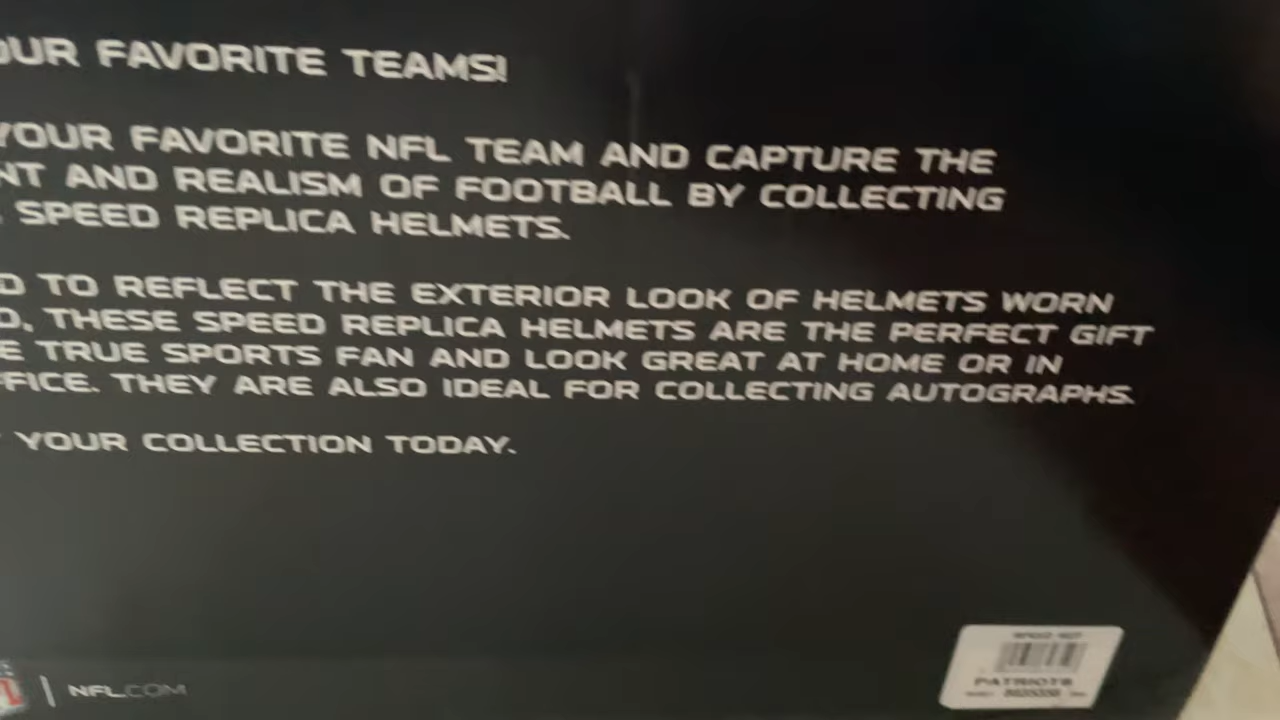 OUR FAVORITE TEAMS!
YOUR FAVORITE NFL TEAM AND CAPTURE THE
NT AND REALISM OF FOOTBALL BY COLLECTING
SPEED REPLICA HELMETS.
D TO REFLECT THE EXTERIOR LOOK OF HELMETS WORN
D, THESE SPEED REPLICA HELMETS ARE THE PERFECT GIFT
E TRUE SPORTS FAN AND LOOK GREAT AT HOME OR IN
FFICE. THEY ARE ALSO IDEAL FOR COLLECTING AUTOGRAPHS.
YOUR COLLECTION TODAY.
NFL.COM
PATRIOTS